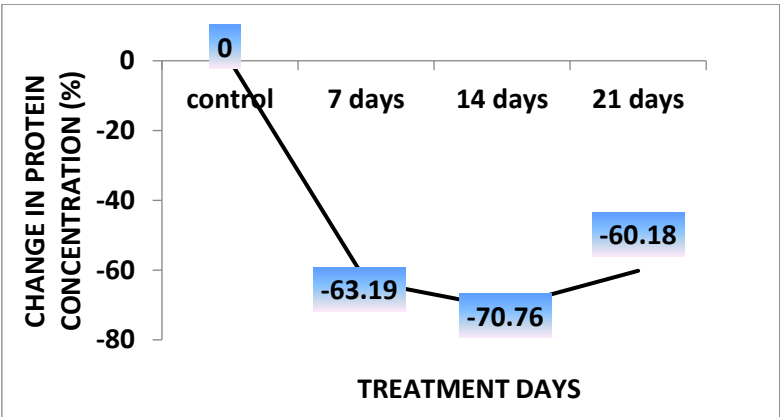 CHANGE IN PROTEIN
CONCENTRATION (%)
0
-20
-40
-60
-80
0
control
7 days
14 days
21 days
-63.19
-70.76
-60.18
TREATMENT DAYS